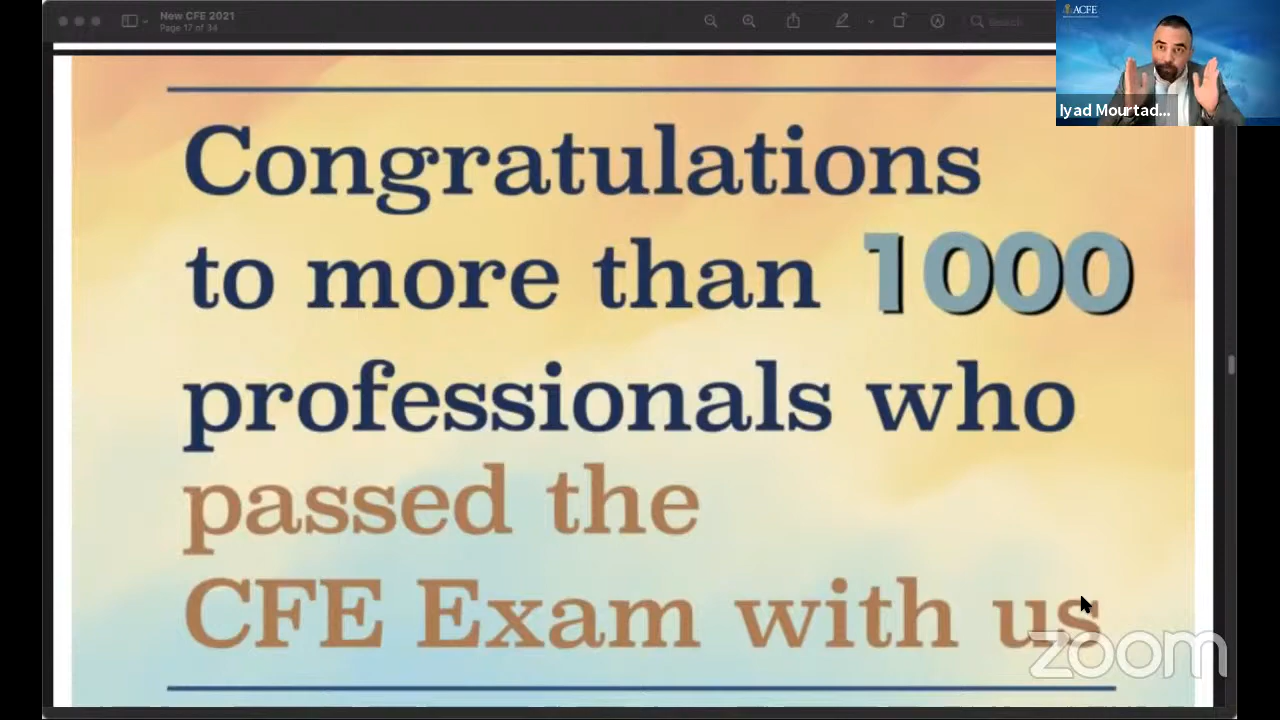 New CFE 2021
Page 17 of 34
Search
ACFE
Iyad Mourtad...
Congratulations
to more than 1000
professionals who
passed the
CFE Exam with us
zoom